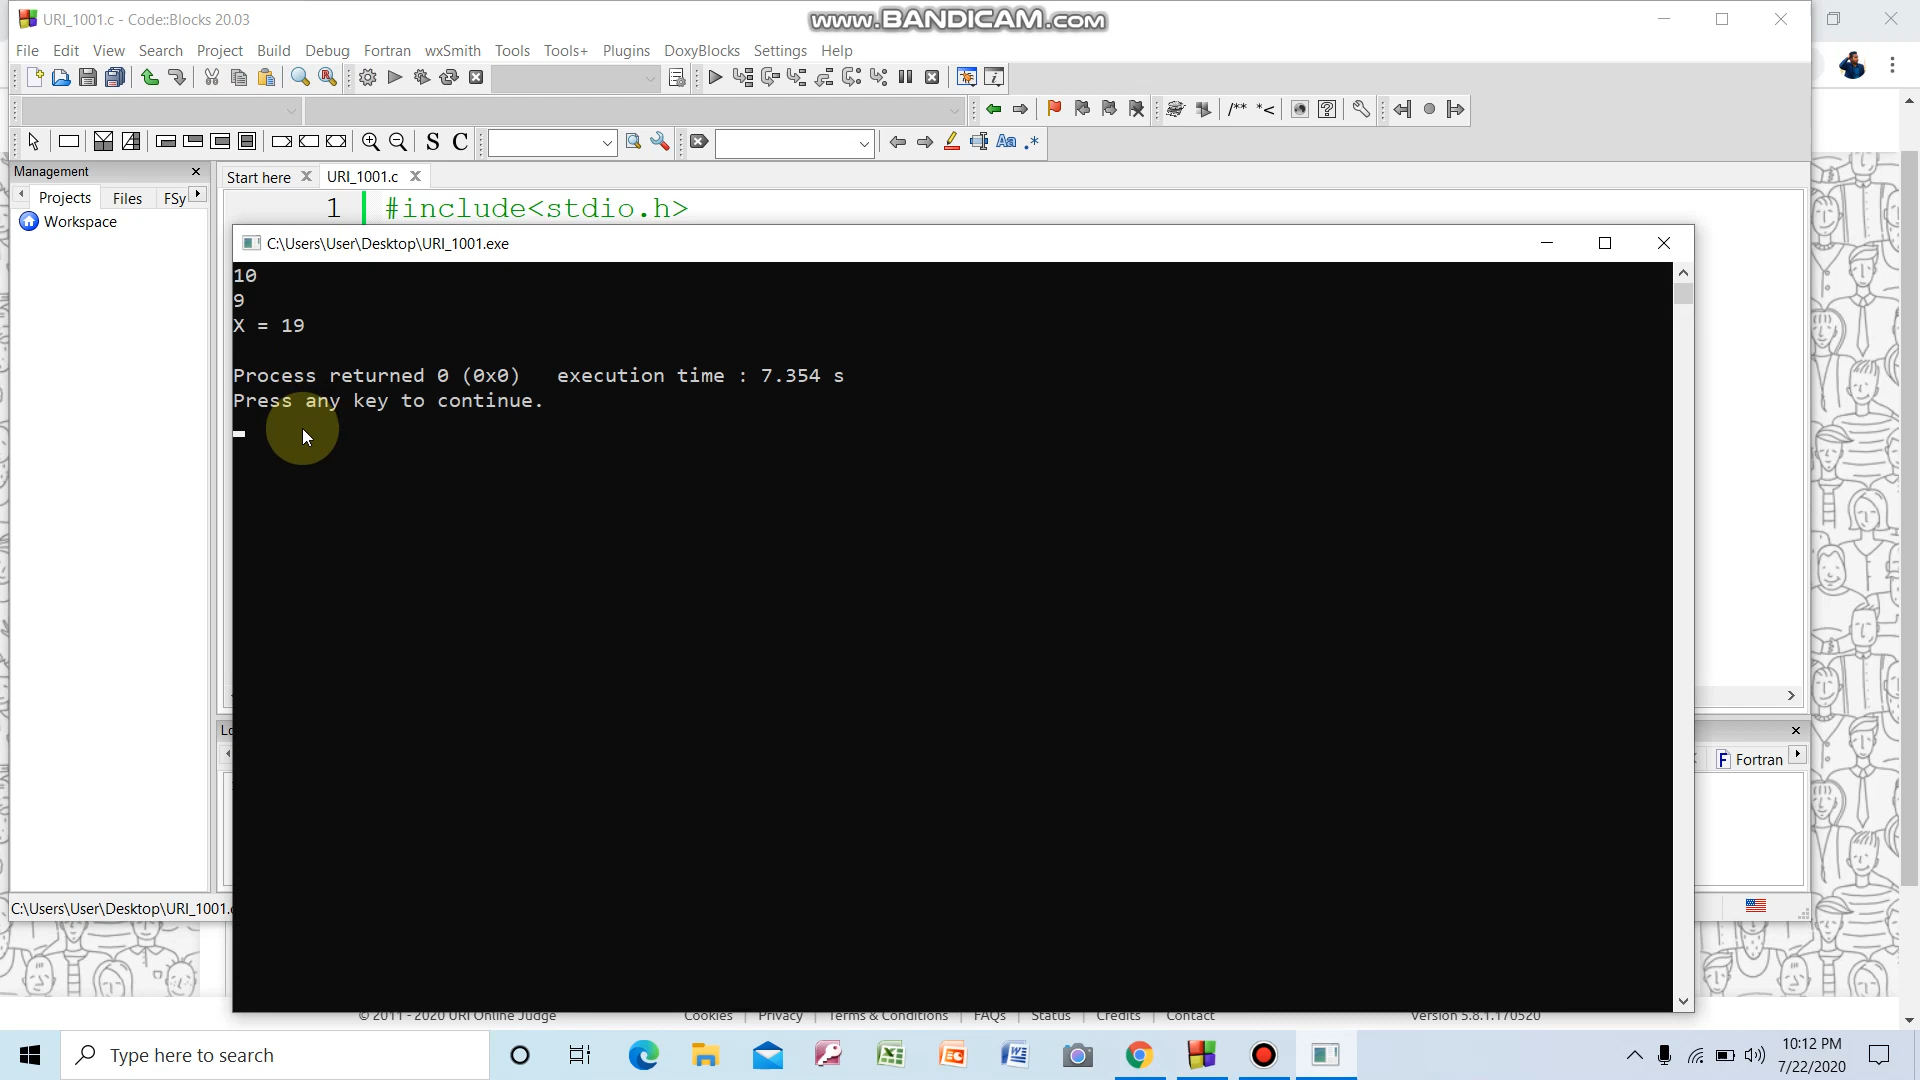 URI_1001.c - Code::Blocks 20.03
www.BANDICAM.com
File Edit View Search Project Build Debug Fortran wxSmith Tools Tools+ Plugins DoxyBlocks Settings Help
/** *<
S C
Aa .*
Management
Projects Files FSy
Workspace
Start here URI_1001.c
1 #include<stdio.h>
C:\Users\User\Desktop\URI_1001.exe
10
9
X = 19
Process returned 0 (0x0)   execution time : 7.354 s
Press any key to continue.
Lo
F Fortran
C:\Users\User\Desktop\URI_1001.c
© 2011 - 2020 URI Online Judge Cookies Privacy Terms & Conditions FAQs Status Credits Contact Version 5.8.1.170520
Type here to search
10:12 PM
7/22/2020